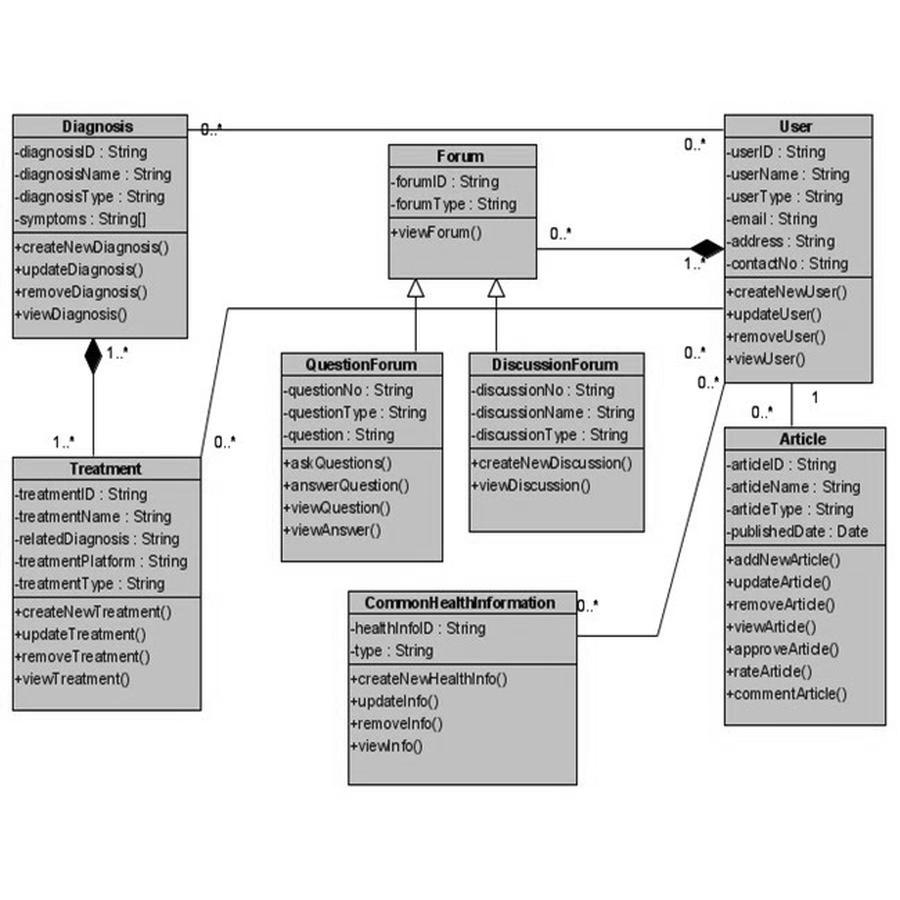 Diagnosis
-diagnosisID : String
-diagnosisName : String
-diagnosisType : String
-symptoms : String[]
+createNewDiagnosis()
+updateDiagnosis()
+removeDiagnosis()
+viewDiagnosis()
0..*
0..*
Forum
-forumID : String
-forumType : String
+viewForum()
0..*
1..*
User
-userID : String
-userName : String
-userType : String
-email : String
-address : String
-contactNo : String
+createNewUser()
+updateUser()
+removeUser()
+viewUser()
1..*
1..*
0..*
0..*
0..*
1
0..*
QuestionForum
-questionNo : String
-questionType : String
-question : String
+askQuestions()
+answerQuestion()
+viewQuestion()
+viewAnswer()
DiscussionForum
-discussionNo : String
-discussionName : String
-discussionType : String
+createNewDiscussion()
+viewDiscussion()
Treatment
-treatmentID : String
-treatmentName : String
-relatedDiagnosis : String
-treatmentPlatform : String
-treatmentType : String
+createNewTreatment()
+updateTreatment()
+removeTreatment()
+viewTreatment()
Article
-articleID : String
-articleName : String
-articleType : String
-publishedDate : Date
+addNewArticle()
+updateArticle()
+removeArticle()
+viewArticle()
+approveArticle()
+rateArticle()
+commentArticle()
CommonHealthInformation
-healthInfoID : String
-type : String
+createNewHealthInfo()
+updateInfo()
+removeInfo()
+viewInfo()
0..*